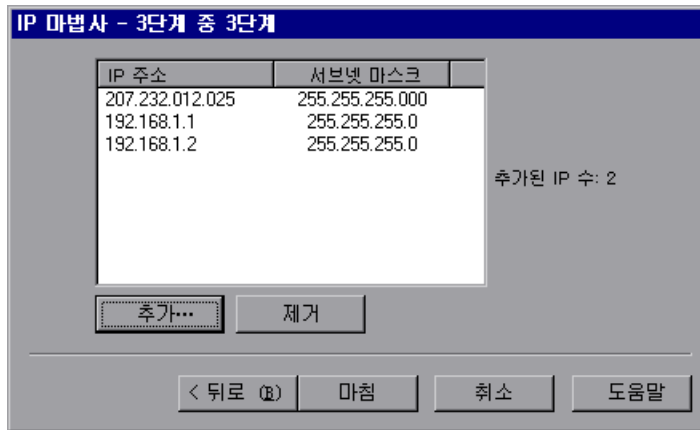 IP 마법사 - 3단계 중 3단계
IP 주소 서브넷 마스크
207.232.012.025 255.255.255.000
192.168.1.1 255.255.255.0
192.168.1.2 255.255.255.0
추가된 IP 수: 2
추가... 제거
< 뒤로 (B) 마침 취소 도움말